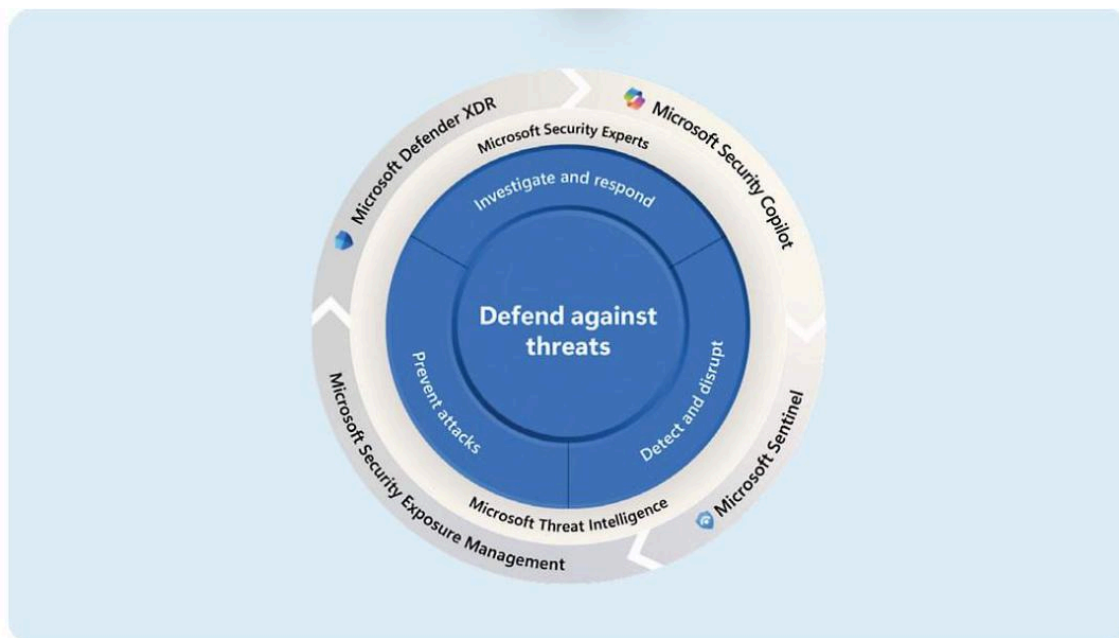 Microsoft Defender XDR
Microsoft Security Copilot
Microsoft Security Experts
Investigate and respond
Defend against
threats
Prevent attacks
Detect and disrupt
Microsoft Sentinel
Microsoft Threat Intelligence
Microsoft Security Exposure Management